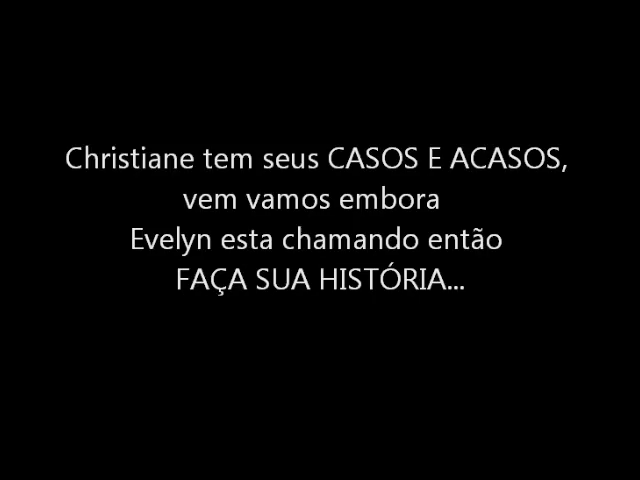 Christiane tem seus CASOS E ACASOS,
vem vamos embora
Evelyn esta chamando então
FAÇA SUA HISTÓRIA...